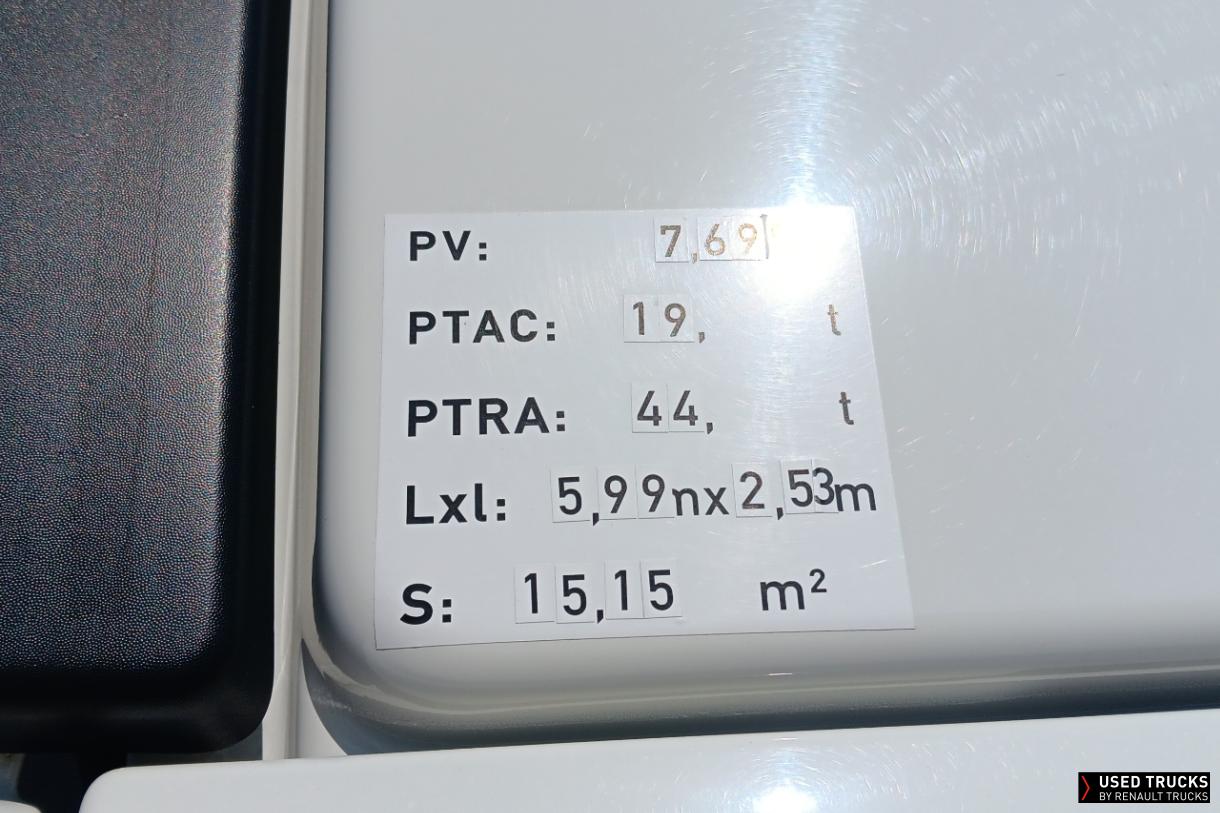 PV: 7,69
PTAC: 19, t
PTRA: 44, t
Lxl: 5,99nx2,53m
S: 15,15 m²
USED TRUCKS
BY RENAULT TRUCKS